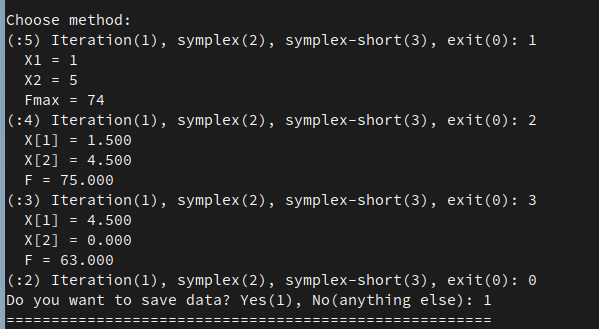 Choose method:
(:5) Iteration(1), symplex(2), symplex-short(3), exit(0): 1
  X1 = 1
  X2 = 5
  Fmax = 74
(:4) Iteration(1), symplex(2), symplex-short(3), exit(0): 2
  X[1] = 1.500
  X[2] = 4.500
  F = 75.000
(:3) Iteration(1), symplex(2), symplex-short(3), exit(0): 3
  X[1] = 4.500
  X[2] = 0.000
  F = 63.000
(:2) Iteration(1), symplex(2), symplex-short(3), exit(0): 0
Do you want to save data? Yes(1), No(anything else): 1
======================================================